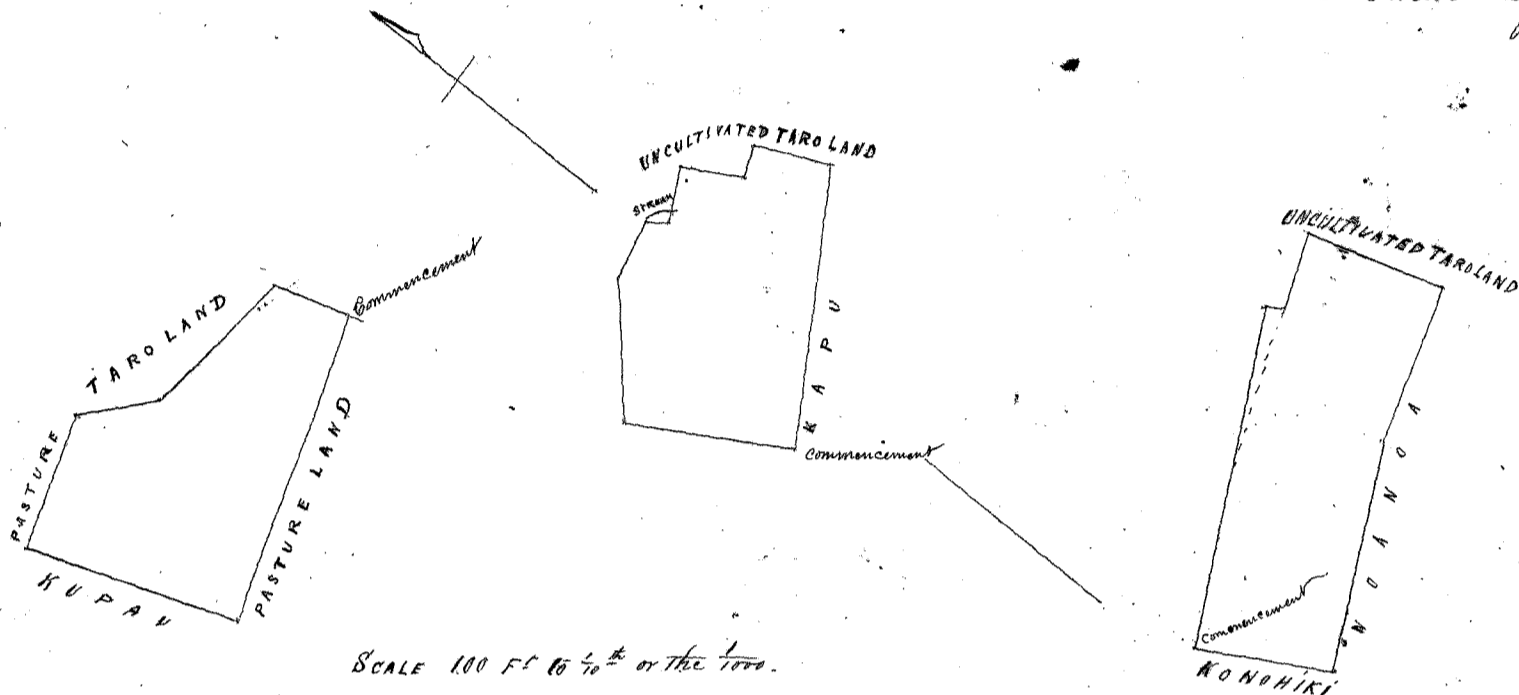 UNCULTIVATED TARO LAND
STREAM
KAPU
Commencement
TARO LAND
Commencement
PASTURE
PASTURE LAND
KUPAU
UNCULTIVATED TARO LAND
NOANOA
Commencement
KONOHIKI
SCALE 100 Ft to 1/10th or the 1/1000.